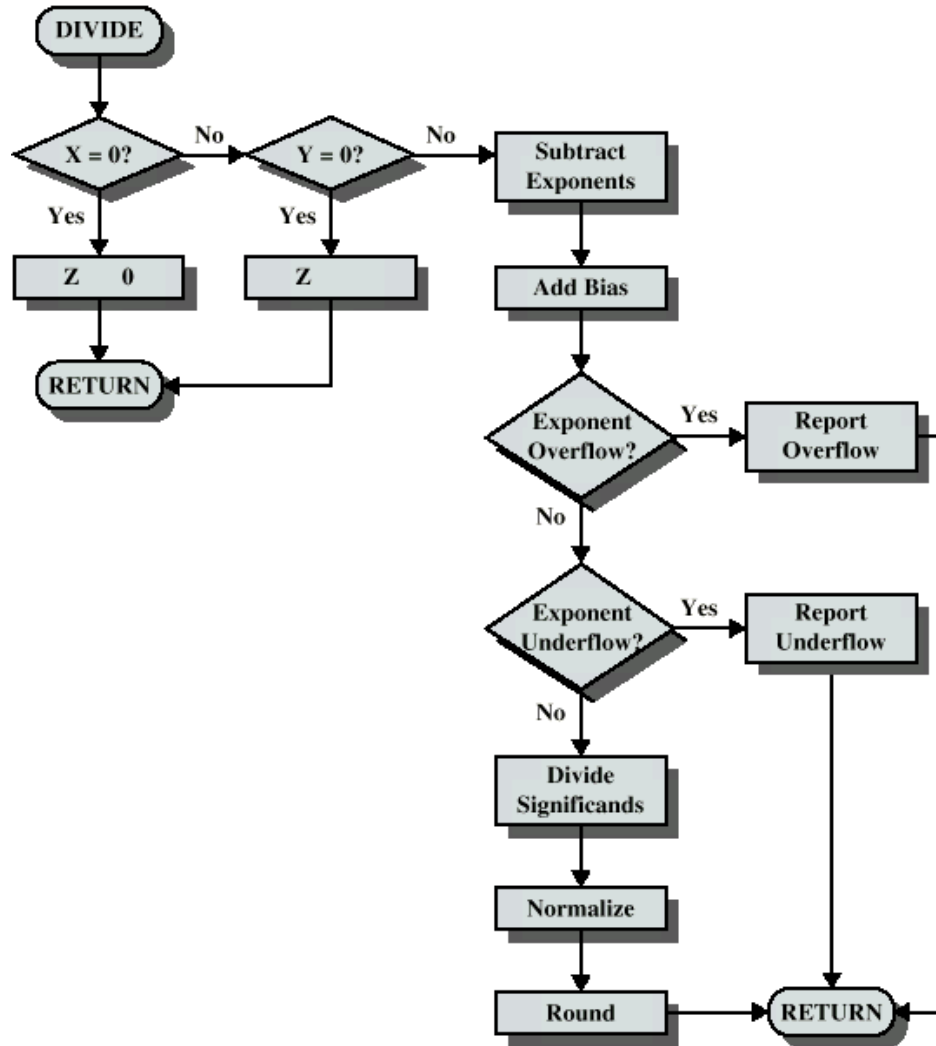 DIVIDE
X = 0?
No
Y = 0?
No
Subtract
Exponents
Yes
Yes
Z 0
Z
Add Bias
RETURN
Exponent
Overflow?
Yes
Report
Overflow
No
Exponent
Underflow?
Yes
Report
Underflow
No
Divide
Significands
Normalize
Round
RETURN